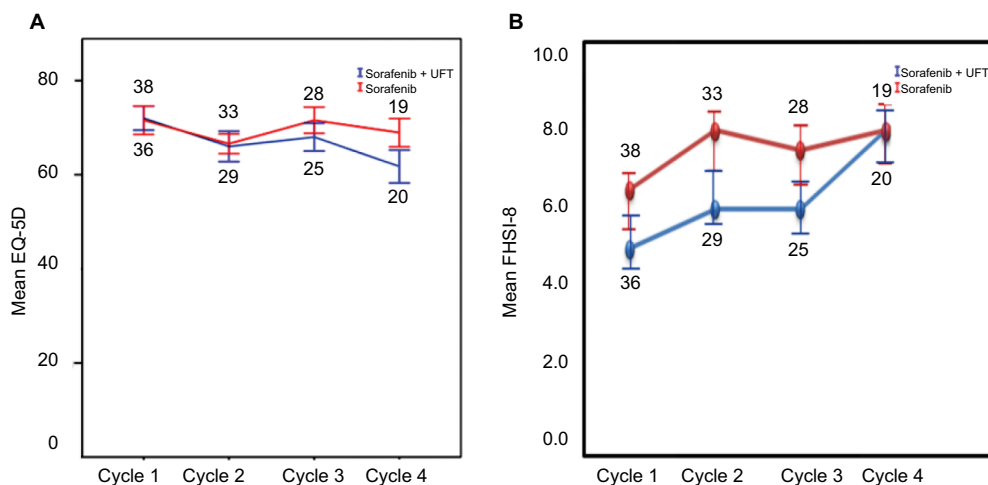 A
Mean EQ-5D
80
60
40
20
0
Sorafenib + UFT
Sorafenib
38
36
33
29
28
25
19
20
Cycle 1
Cycle 2
Cycle 3
Cycle 4
B
Mean FHSI-8
10.0
8.0
6.0
4.0
2.0
0.0
Sorafenib + UFT
Sorafenib
38
36
33
29
28
25
19
20
Cycle 1
Cycle 2
Cycle 3
Cycle 4